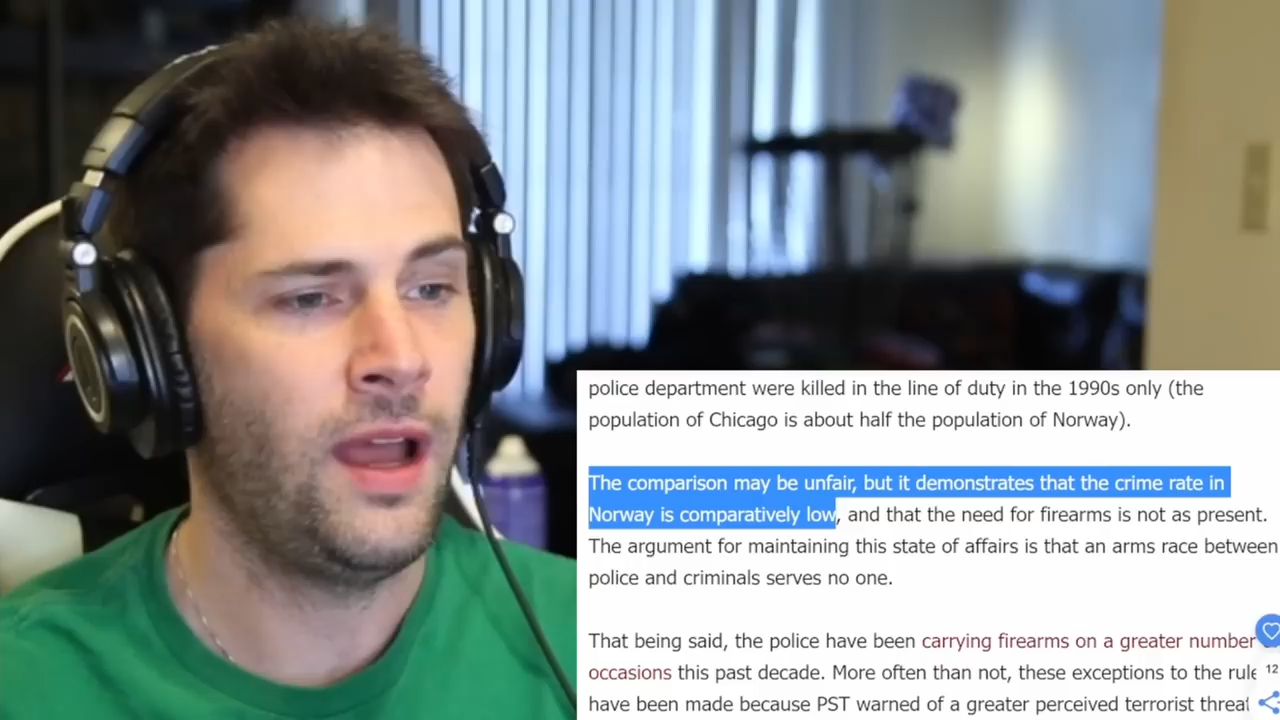 police department were killed in the line of duty in the 1990s only (the
population of Chicago is about half the population of Norway).
The comparison may be unfair, but it demonstrates that the crime rate in
Norway is comparatively low, and that the need for firearms is not as present.
The argument for maintaining this state of affairs is that an arms race between
police and criminals serves no one.
That being said, the police have been carrying firearms on a greater number
occasions this past decade. More often than not, these exceptions to the rule
12
have been made because PST warned of a greater perceived terrorist threat